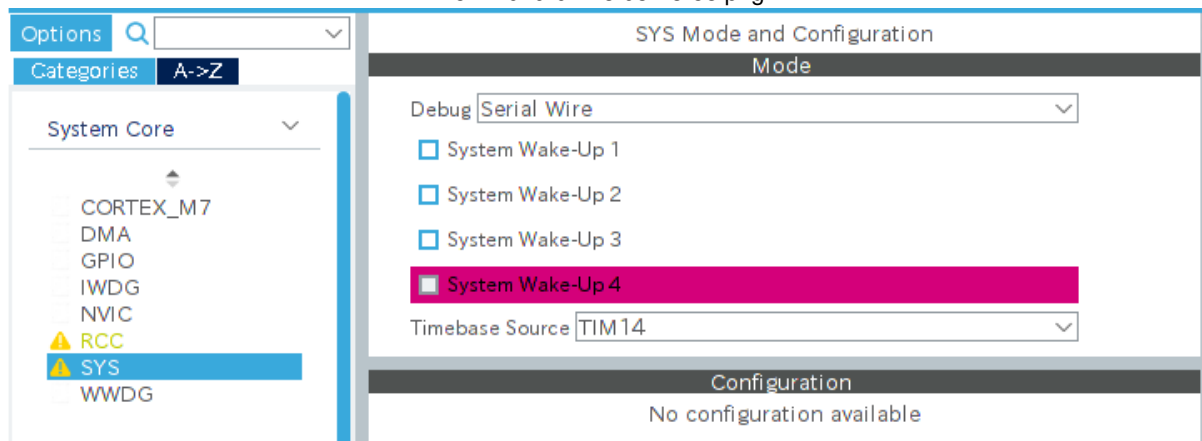 Options
SYS Mode and Configuration
Categories A->Z
Mode
System Core
Debug Serial Wire
System Wake-Up 1
System Wake-Up 2
System Wake-Up 3
System Wake-Up 4
Timebase Source TIM14
CORTEX_M7
DMA
GPIO
IWDG
NVIC
RCC
SYS
WWDG
Configuration
No configuration available